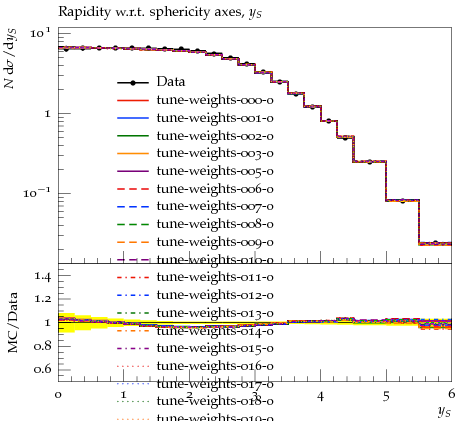 Rapidity w.r.t. sphericity axes, yS
N dσ/dyS
10^1
1
10^−1
Data
tune-weights-000-0
tune-weights-001-0
tune-weights-002-0
tune-weights-003-0
tune-weights-005-0
tune-weights-006-0
tune-weights-007-0
tune-weights-008-0
tune-weights-009-0
tune-weights-010-0
tune-weights-011-0
tune-weights-012-0
tune-weights-013-0
tune-weights-014-0
tune-weights-015-0
tune-weights-016-0
tune-weights-017-0
tune-weights-018-0
tune-weights-019-0
MC/Data
1.4
1.2
1
0.8
0.6
0 1 2 3 4 5 6
yS